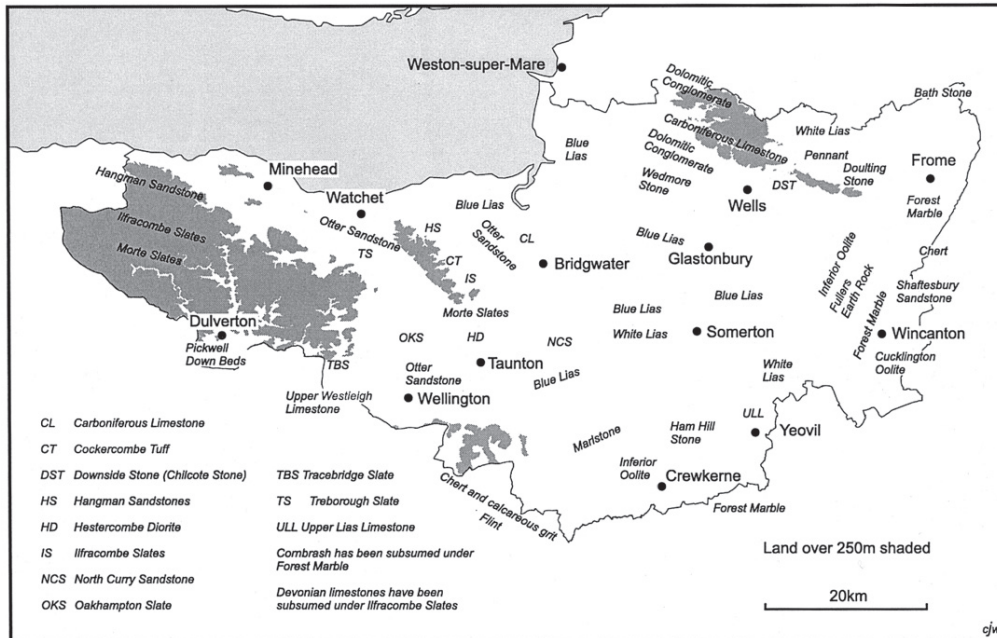 Weston-super-Mare
Dolomitic
Conglomerate
Bath Stone
Carboniferous Limestone
White Lias
Blue
Lias
Dolomitic
Conglomerate
Pennant
Doulting
Stone
Frome
Wedmore
Stone
DST
Wells
Forest
Marble
Minehead
Hangman Sandstone
Watchet
Blue Lias
Otter Sandstone
HS
Otter
Sandstone
CL
Ilfracombe Slates
Blue Lias
Glastonbury
Chert
Morte Slates
TS
CT
IS
Bridgwater
Inferior Oolite
Fullers
Earth Rock
Forest Marble
Shaftesbury
Sandstone
Morte Slates
Blue Lias
Blue Lias
Dulverton
Pickwell
Down Beds
OKS
HD
NCS
White Lias
Somerton
Wincanton
Cucklington
Oolite
TBS
Otter
Sandstone
Taunton
Blue Lias
White
Lias
Upper Westleigh
Limestone
Wellington
Marlstone
Ham Hill
Stone
ULL
Yeovil
Inferior
Oolite
Crewkerne
Chert and calcareous grit
Flint
Forest Marble
CL Carboniferous Limestone
CT Cockercombe Tuff
DST Downside Stone (Chilcote Stone)
HS Hangman Sandstones
HD Hestercombe Diorite
IS Ilfracombe Slates
NCS North Curry Sandstone
OKS Oakhampton Slate
TBS Tracebridge Slate
TS Treborough Slate
ULL Upper Lias Limestone
Cornbrash has been subsumed under
Forest Marble
Devonian limestones have been
subsumed under Ilfracombe Slates
Land over 250m shaded
20km
cjw